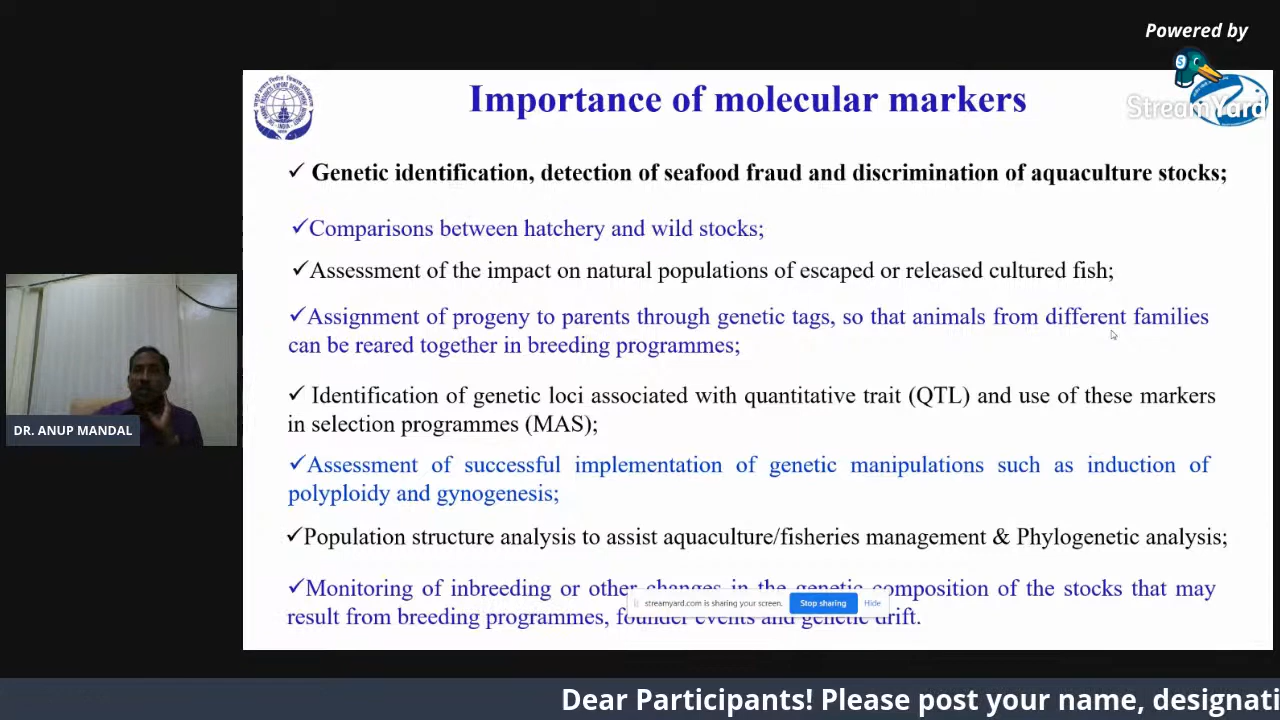 Powered by
StreamYard
Importance of molecular markers
✓ Genetic identification, detection of seafood fraud and discrimination of aquaculture stocks;
✓Comparisons between hatchery and wild stocks;
✓Assessment of the impact on natural populations of escaped or released cultured fish;
✓Assignment of progeny to parents through genetic tags, so that animals from different families
can be reared together in breeding programmes;
✓ Identification of genetic loci associated with quantitative trait (QTL) and use of these markers
in selection programmes (MAS);
DR. ANUP MANDAL
✓Assessment of successful implementation of genetic manipulations such as induction of
polyploidy and gynogenesis;
✓Population structure analysis to assist aquaculture/fisheries management & Phylogenetic analysis;
✓Monitoring of inbreeding or other changes in the genetic composition of the stocks that may
streamyard.com is sharing your screen. Stop sharing Hide
result from breeding programmes, founder events and genetic drift.
Dear Participants! Please post your name, designati